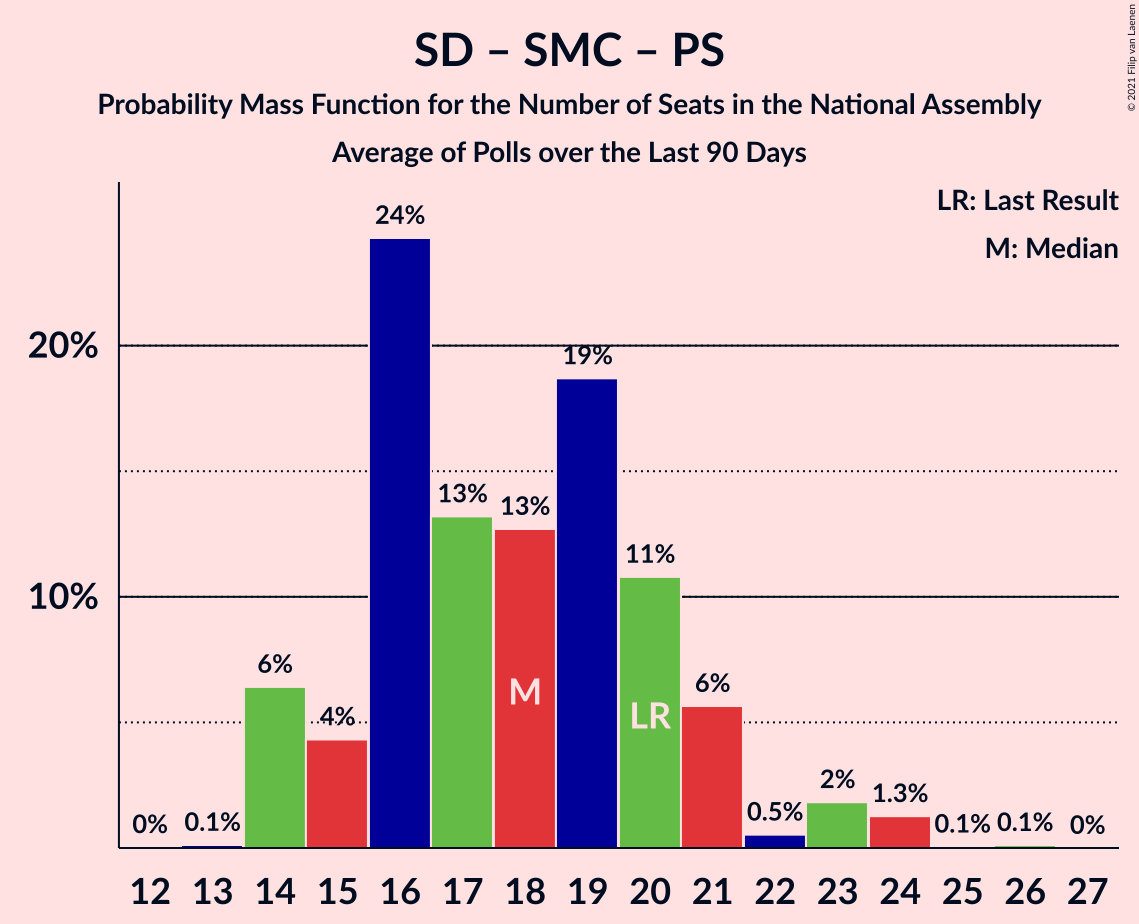 SD – SMC – PS
Probability Mass Function for the Number of Seats in the National Assembly
Average of Polls over the Last 90 Days
© 2021 Filip van Laenen
LR: Last Result
M: Median
20%
10%
0%
0.1%
6%
4%
24%
13%
13%
19%
11%
6%
0.5%
2%
1.3%
0.1%
0.1%
0%
M
LR
12 13 14 15 16 17 18 19 20 21 22 23 24 25 26 27